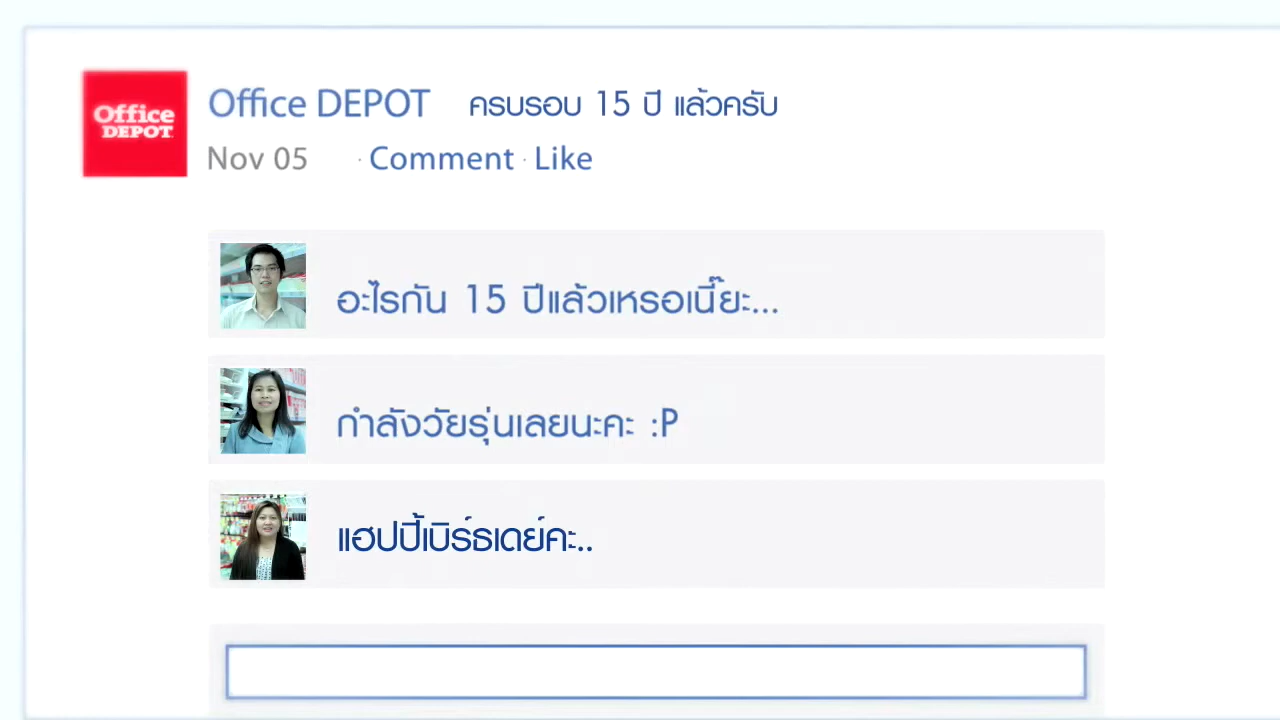 Office DEPOT
Office DEPOT ครบรอบ 15 ปี แล้วครับ
Nov 05 · Comment · Like
อะไรกัน 15 ปีแล้วเหรอเนี๊ยะ...
กำลังวัยรุ่นเลยนะคะ :P
แฮปปี้เบิร์ธเดย์คะ..